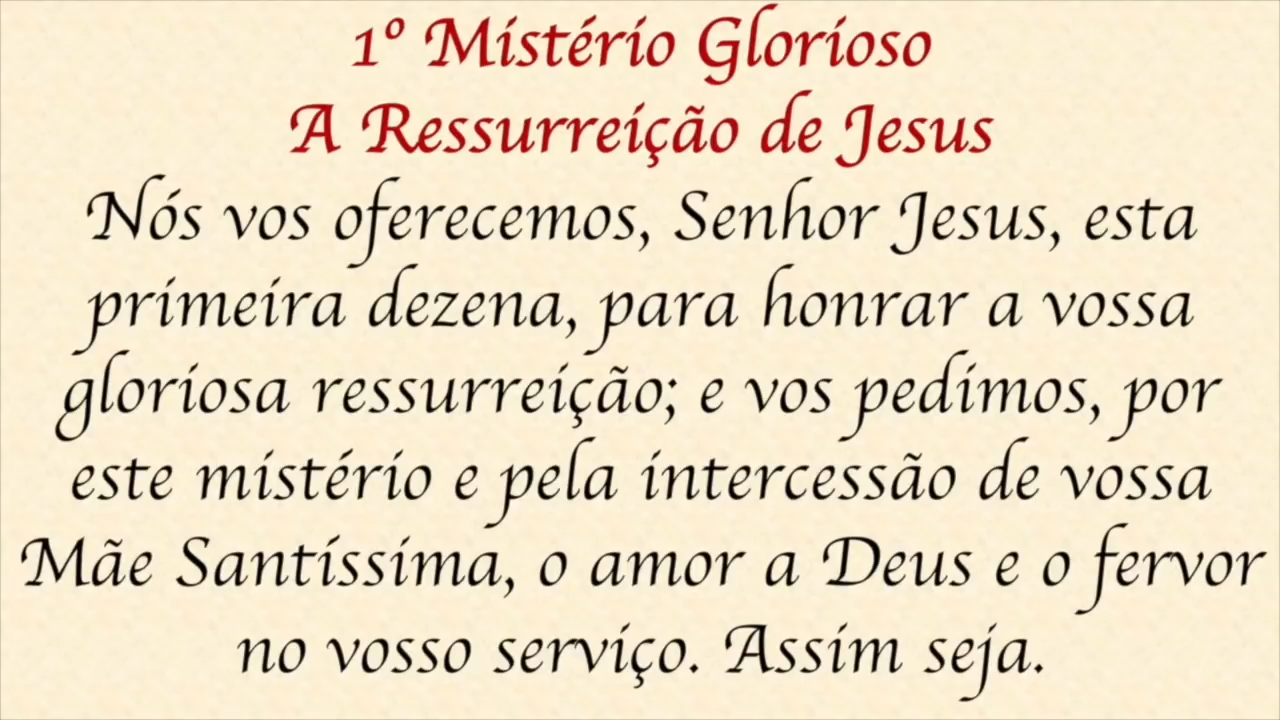 1º Mistério Glorioso
A Ressurreição de Jesus
Nós vos oferecemos, Senhor Jesus, esta
primeira dezena, para honrar a vossa
gloriosa ressurreição; e vos pedimos, por
este mistério e pela intercessão de vossa
Mãe Santíssima, o amor a Deus e o fervor
no vosso serviço. Assim seja.